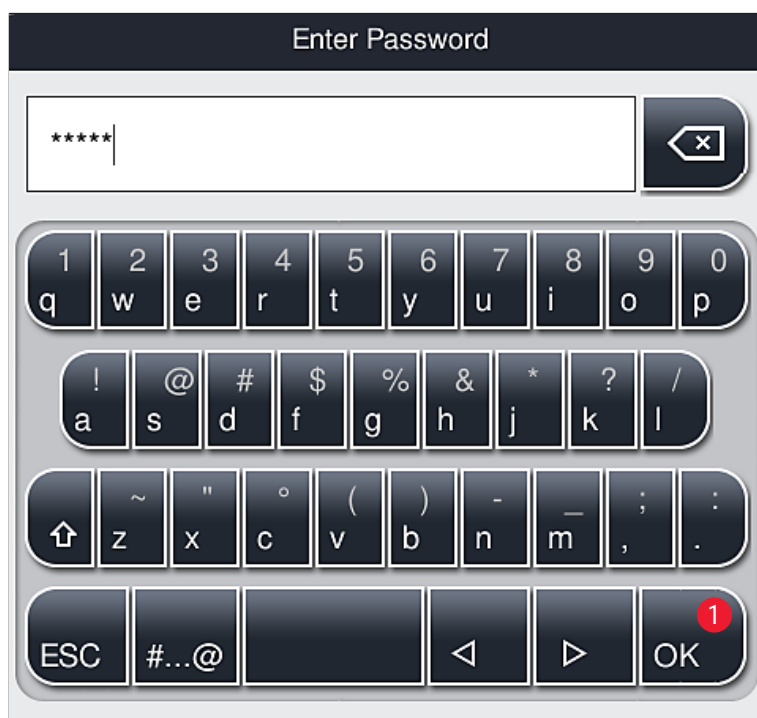 Enter Password
*****
1 2 3 4 5 6 7 8 9 0
q w e r t y u i o p
! @ # $ % & * ? /
a s d f g h j k l
~ " ° ( ) - _ ; :
z x c v b n m , .
1
ESC #...@ OK